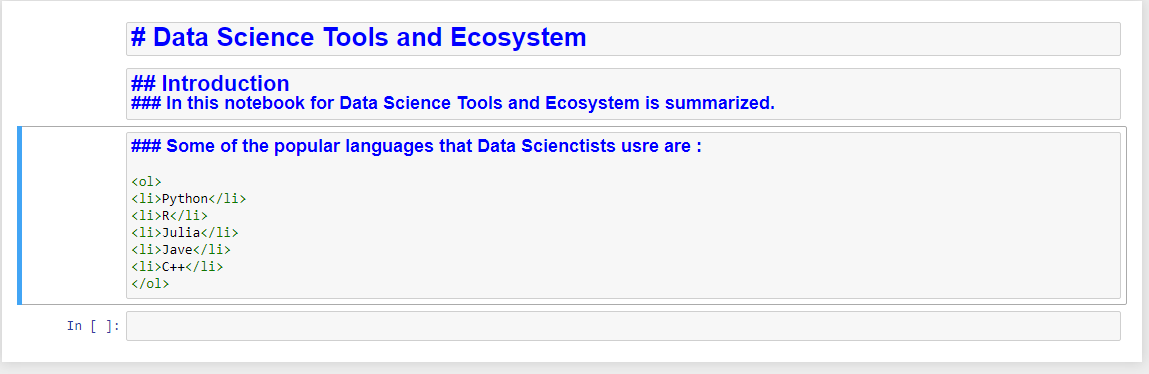 # Data Science Tools and Ecosystem
## Introduction
### In this notebook for Data Science Tools and Ecosystem is summarized.
### Some of the popular languages that Data Scienctists usre are :
<ol>
<li>Python</li>
<li>R</li>
<li>Julia</li>
<li>Jave</li>
<li>C++</li>
</ol>
In [ ]: